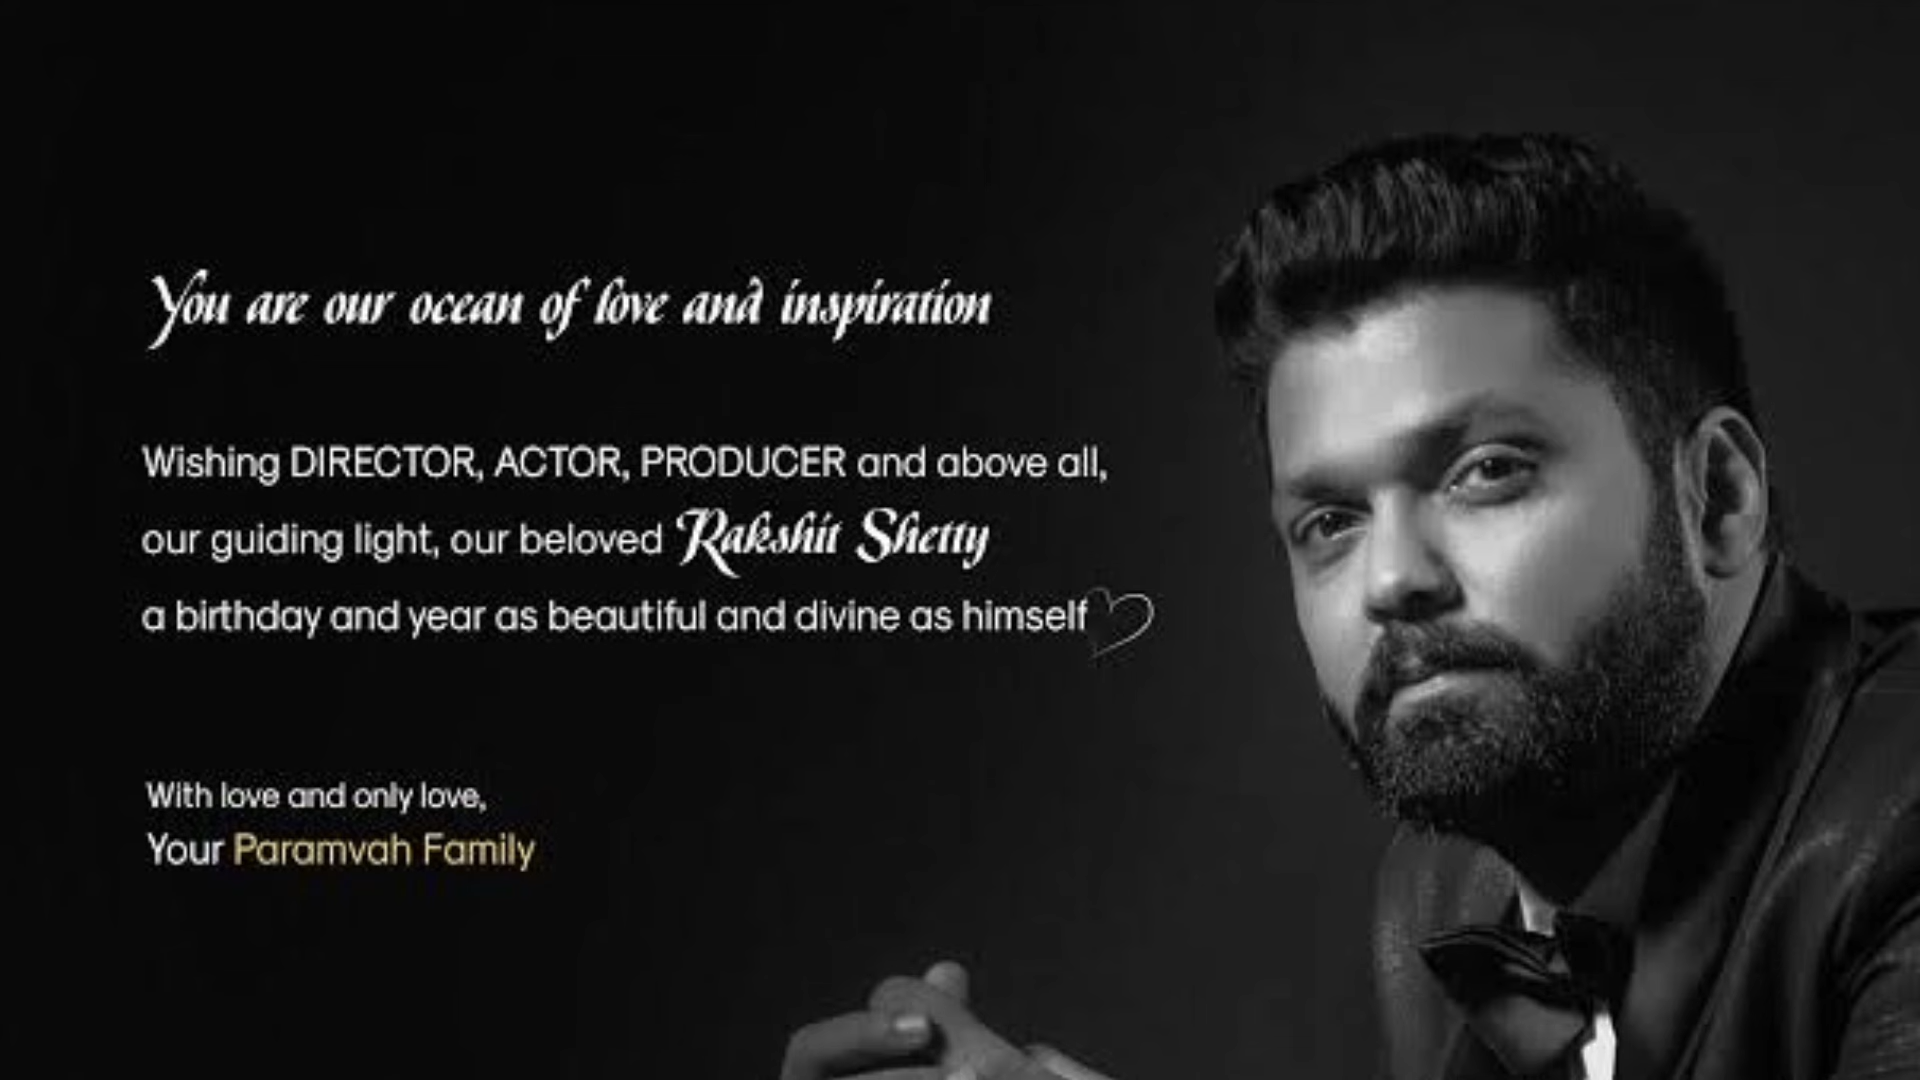 You are our ocean of love and inspiration
Wishing DIRECTOR, ACTOR, PRODUCER and above all,
our guiding light, our beloved Rakshit Shetty
a birthday and year as beautiful and divine as himself
With love and only love,
Your Paramvah Family